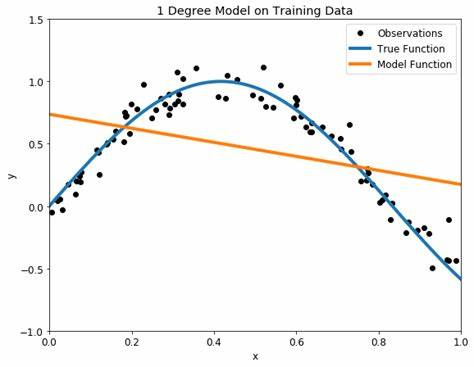 1 Degree Model on Training Data
Observations
True Function
Model Function
1.5
1.0
0.5
0.0
−0.5
−1.0
y
0.0 0.2 0.4 0.6 0.8 1.0
x